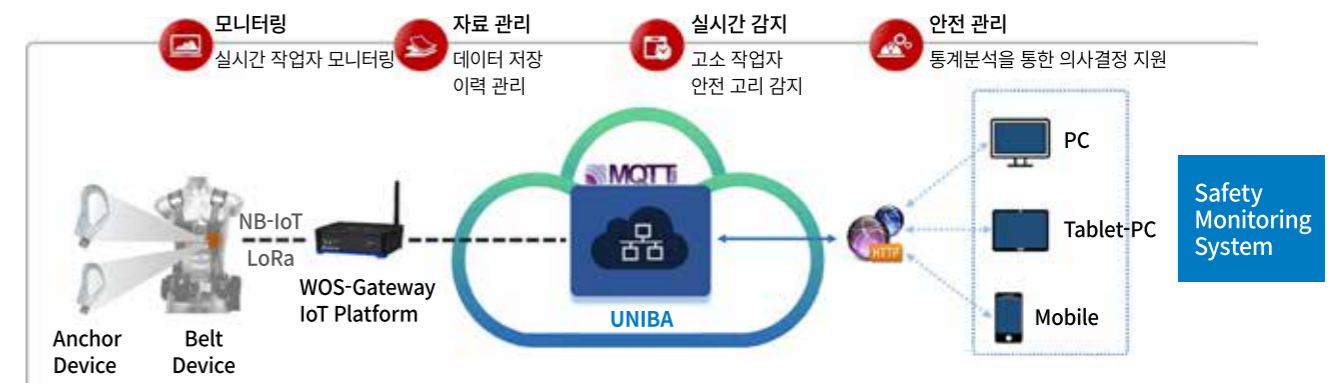 모니터링
실시간 작업자 모니터링
자료 관리
데이터 저장
이력 관리
실시간 감지
고소 작업자
안전 고리 감지
안전 관리
통계분석을 통한 의사결정 지원
NB-IoT
LoRa
WOS-Gateway
IoT Platform
Anchor
Device
Belt
Device
MQTTi
UNIBA
HTTP
PC
Tablet-PC
Mobile
Safety
Monitoring
System